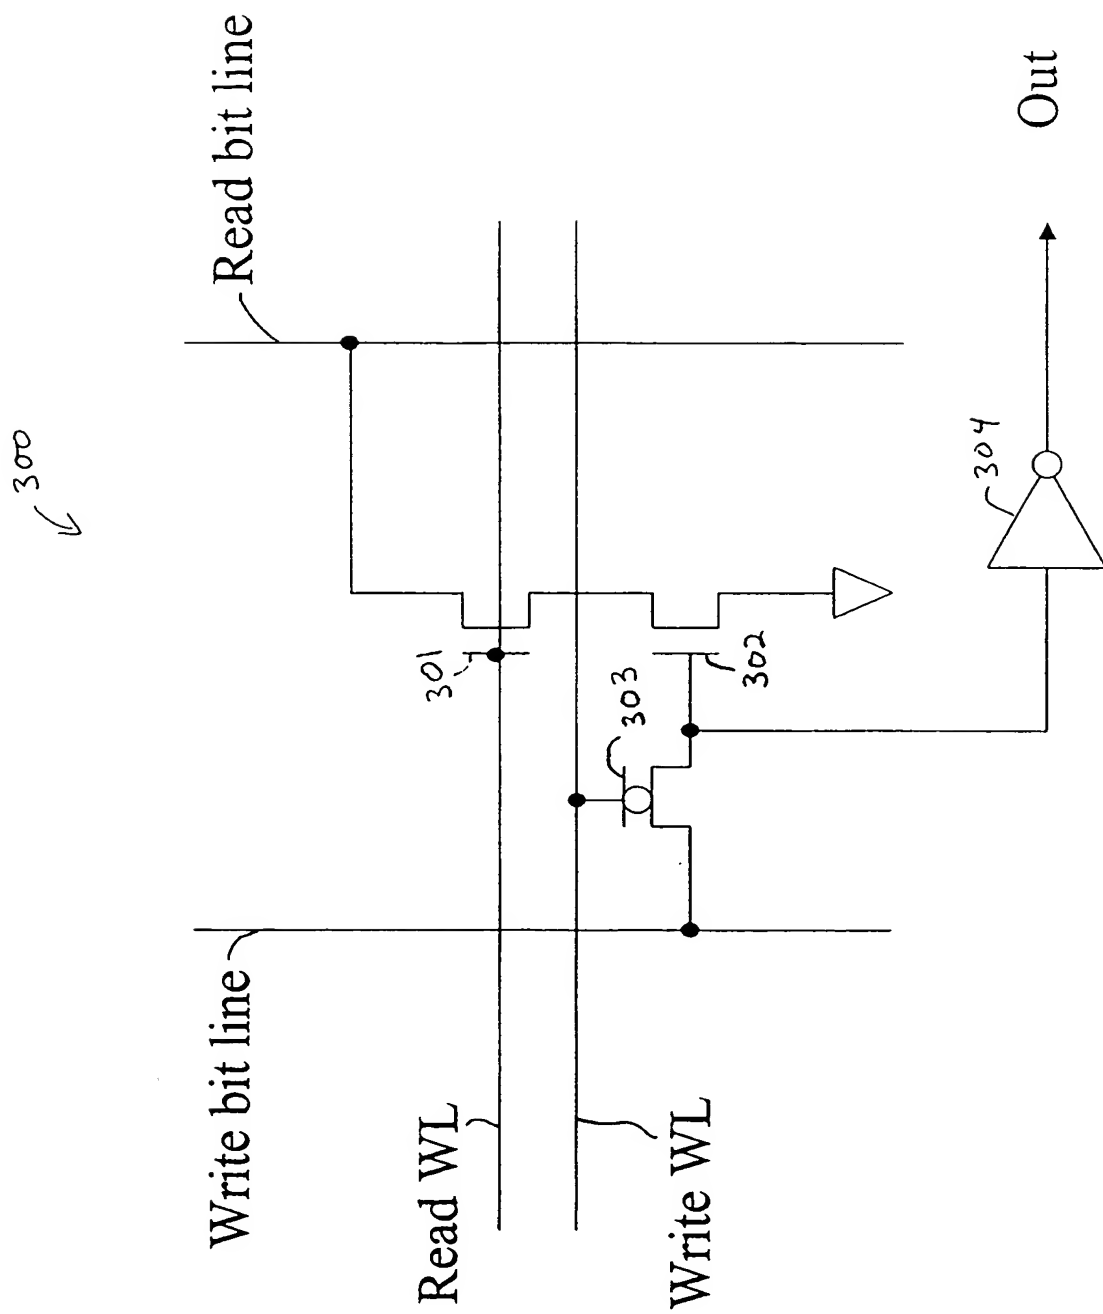 300
Write bit line
Read bit line
Read WL
301
Write WL
303
302
304
Out